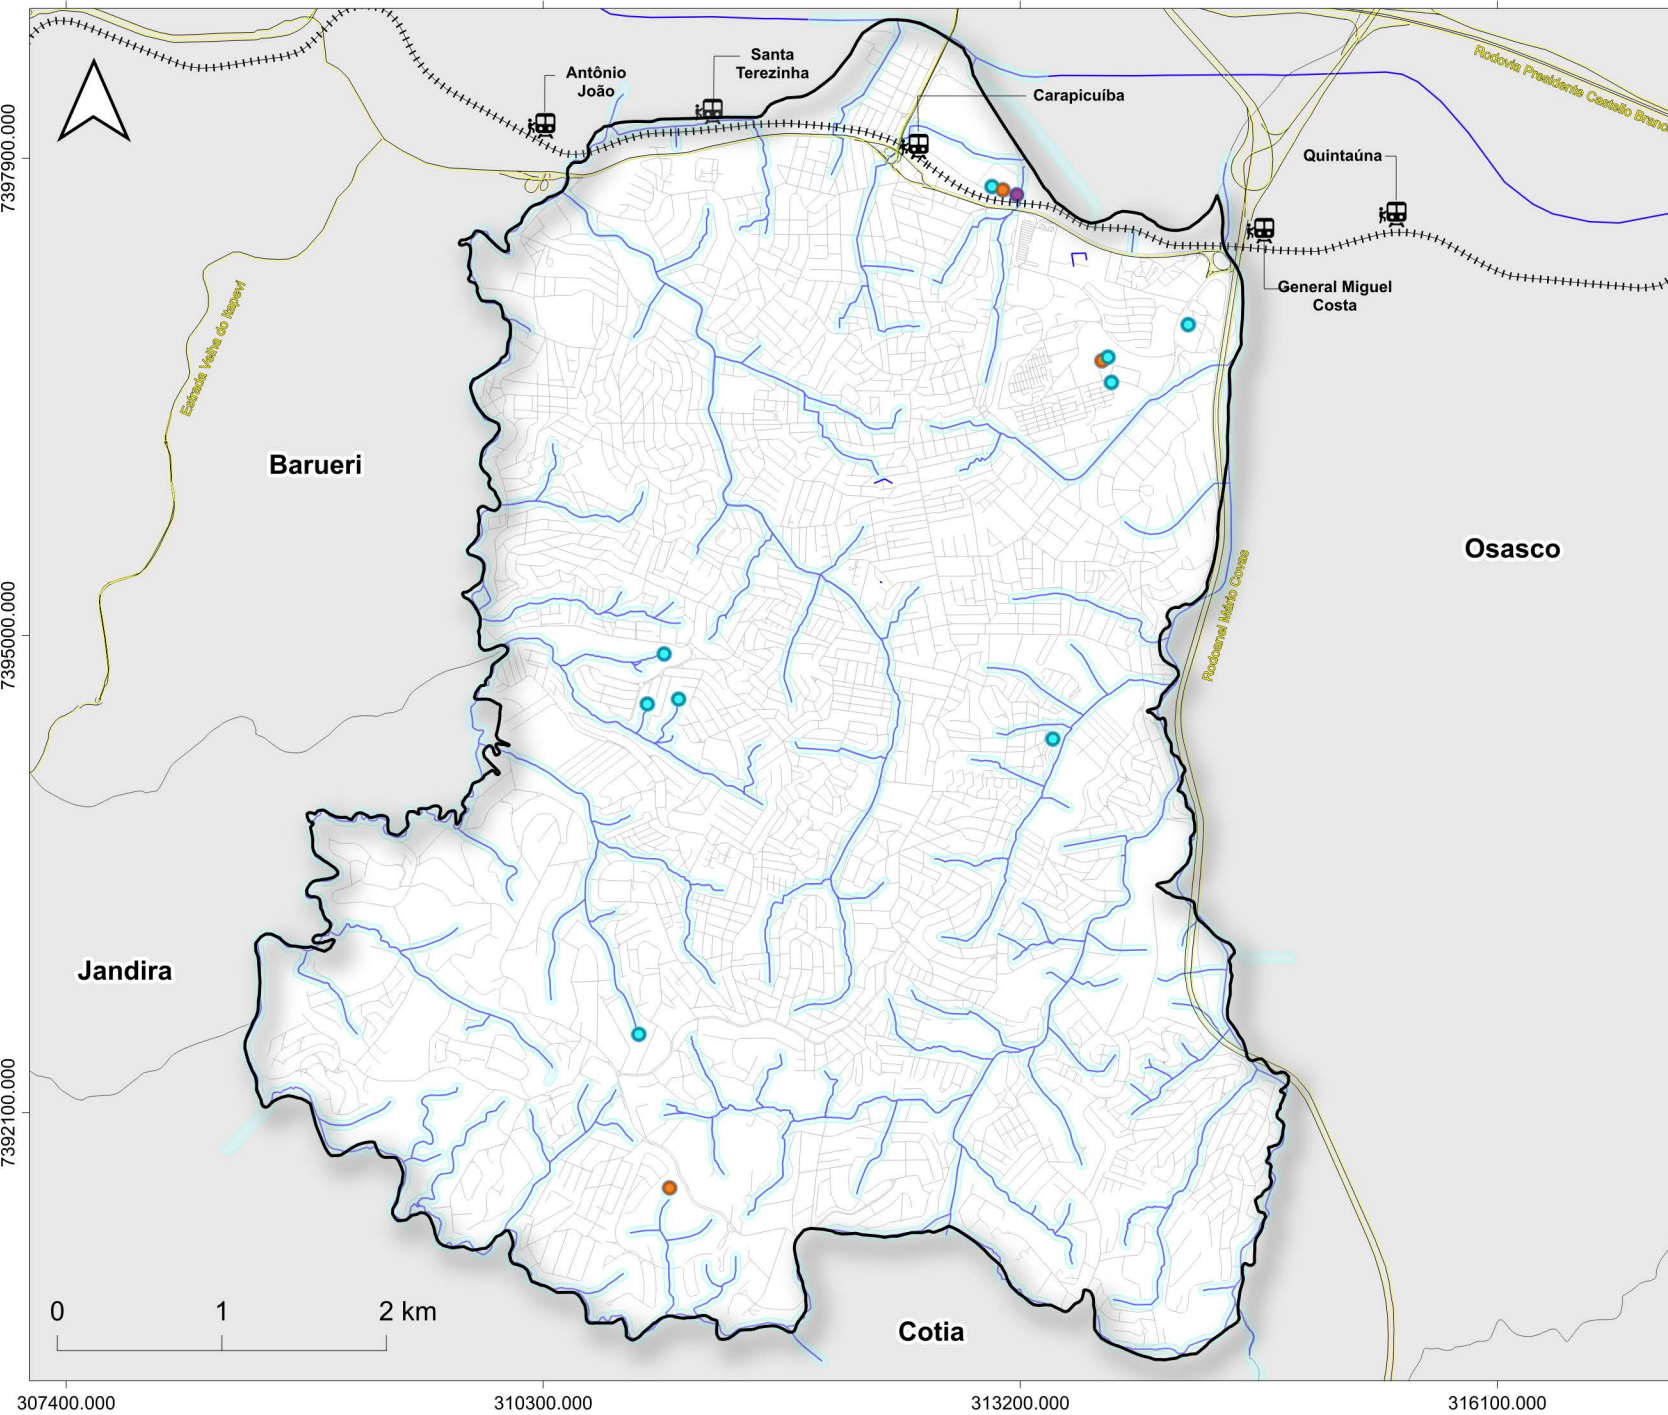 Santa
Terezinha
Antônio
João
Carapicuíba
Rodovia Presidente Castello Branco
Quintaúna
7397900.000
General Miguel
Costa
Estrada Velha do Itapevi
Barueri
Osasco
Rodoanel Mário Covas
7395000.000
Jandira
7392100.000
0 1 2 km
Cotia
307400.000 310300.000 313200.000 316100.000